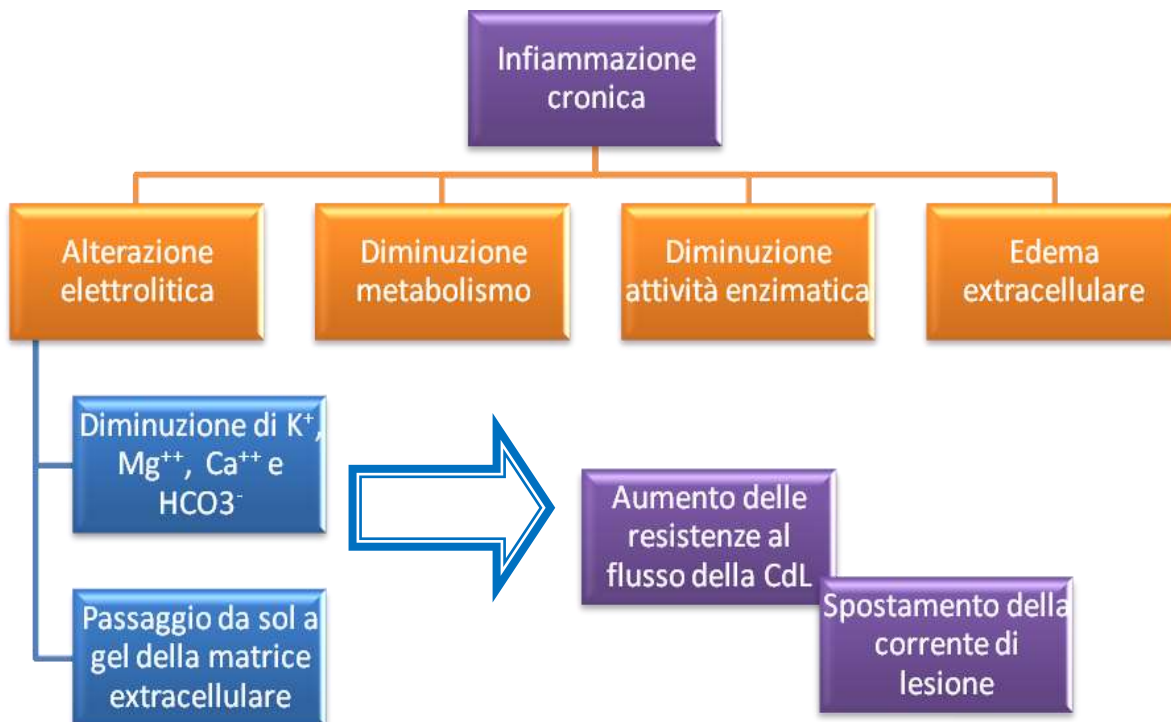 Infiammazione
cronica
Alterazione
elettrolitica
Diminuzione
metabolismo
Diminuzione
attività enzimatica
Edema
extracellulare
Diminuzione di K⁺,
Mg⁺⁺, Ca⁺⁺ e
HCO3⁻
Passaggio da sol a
gel della matrice
extracellulare
Aumento delle
resistenze al
flusso della CdL
Spostamento della
corrente di
lesione